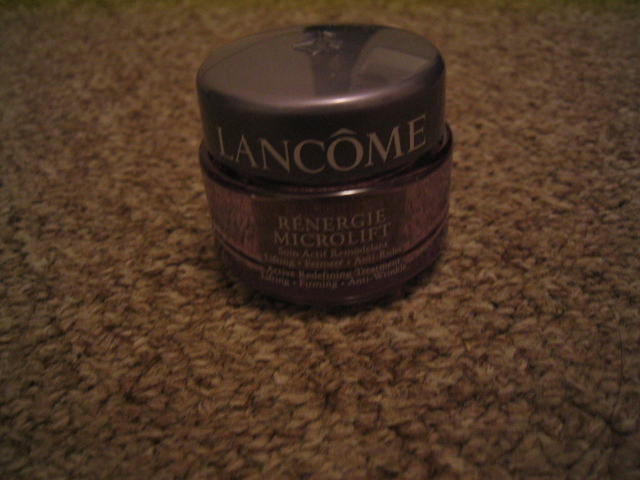 LANCÔME
RÉNERGIE
MICROLIFT
Soin Actif Remodelant
Lifting • Fermeté • Anti-Rides
Active Redefining Treatment
Lifting • Firming • Anti-Wrinkle